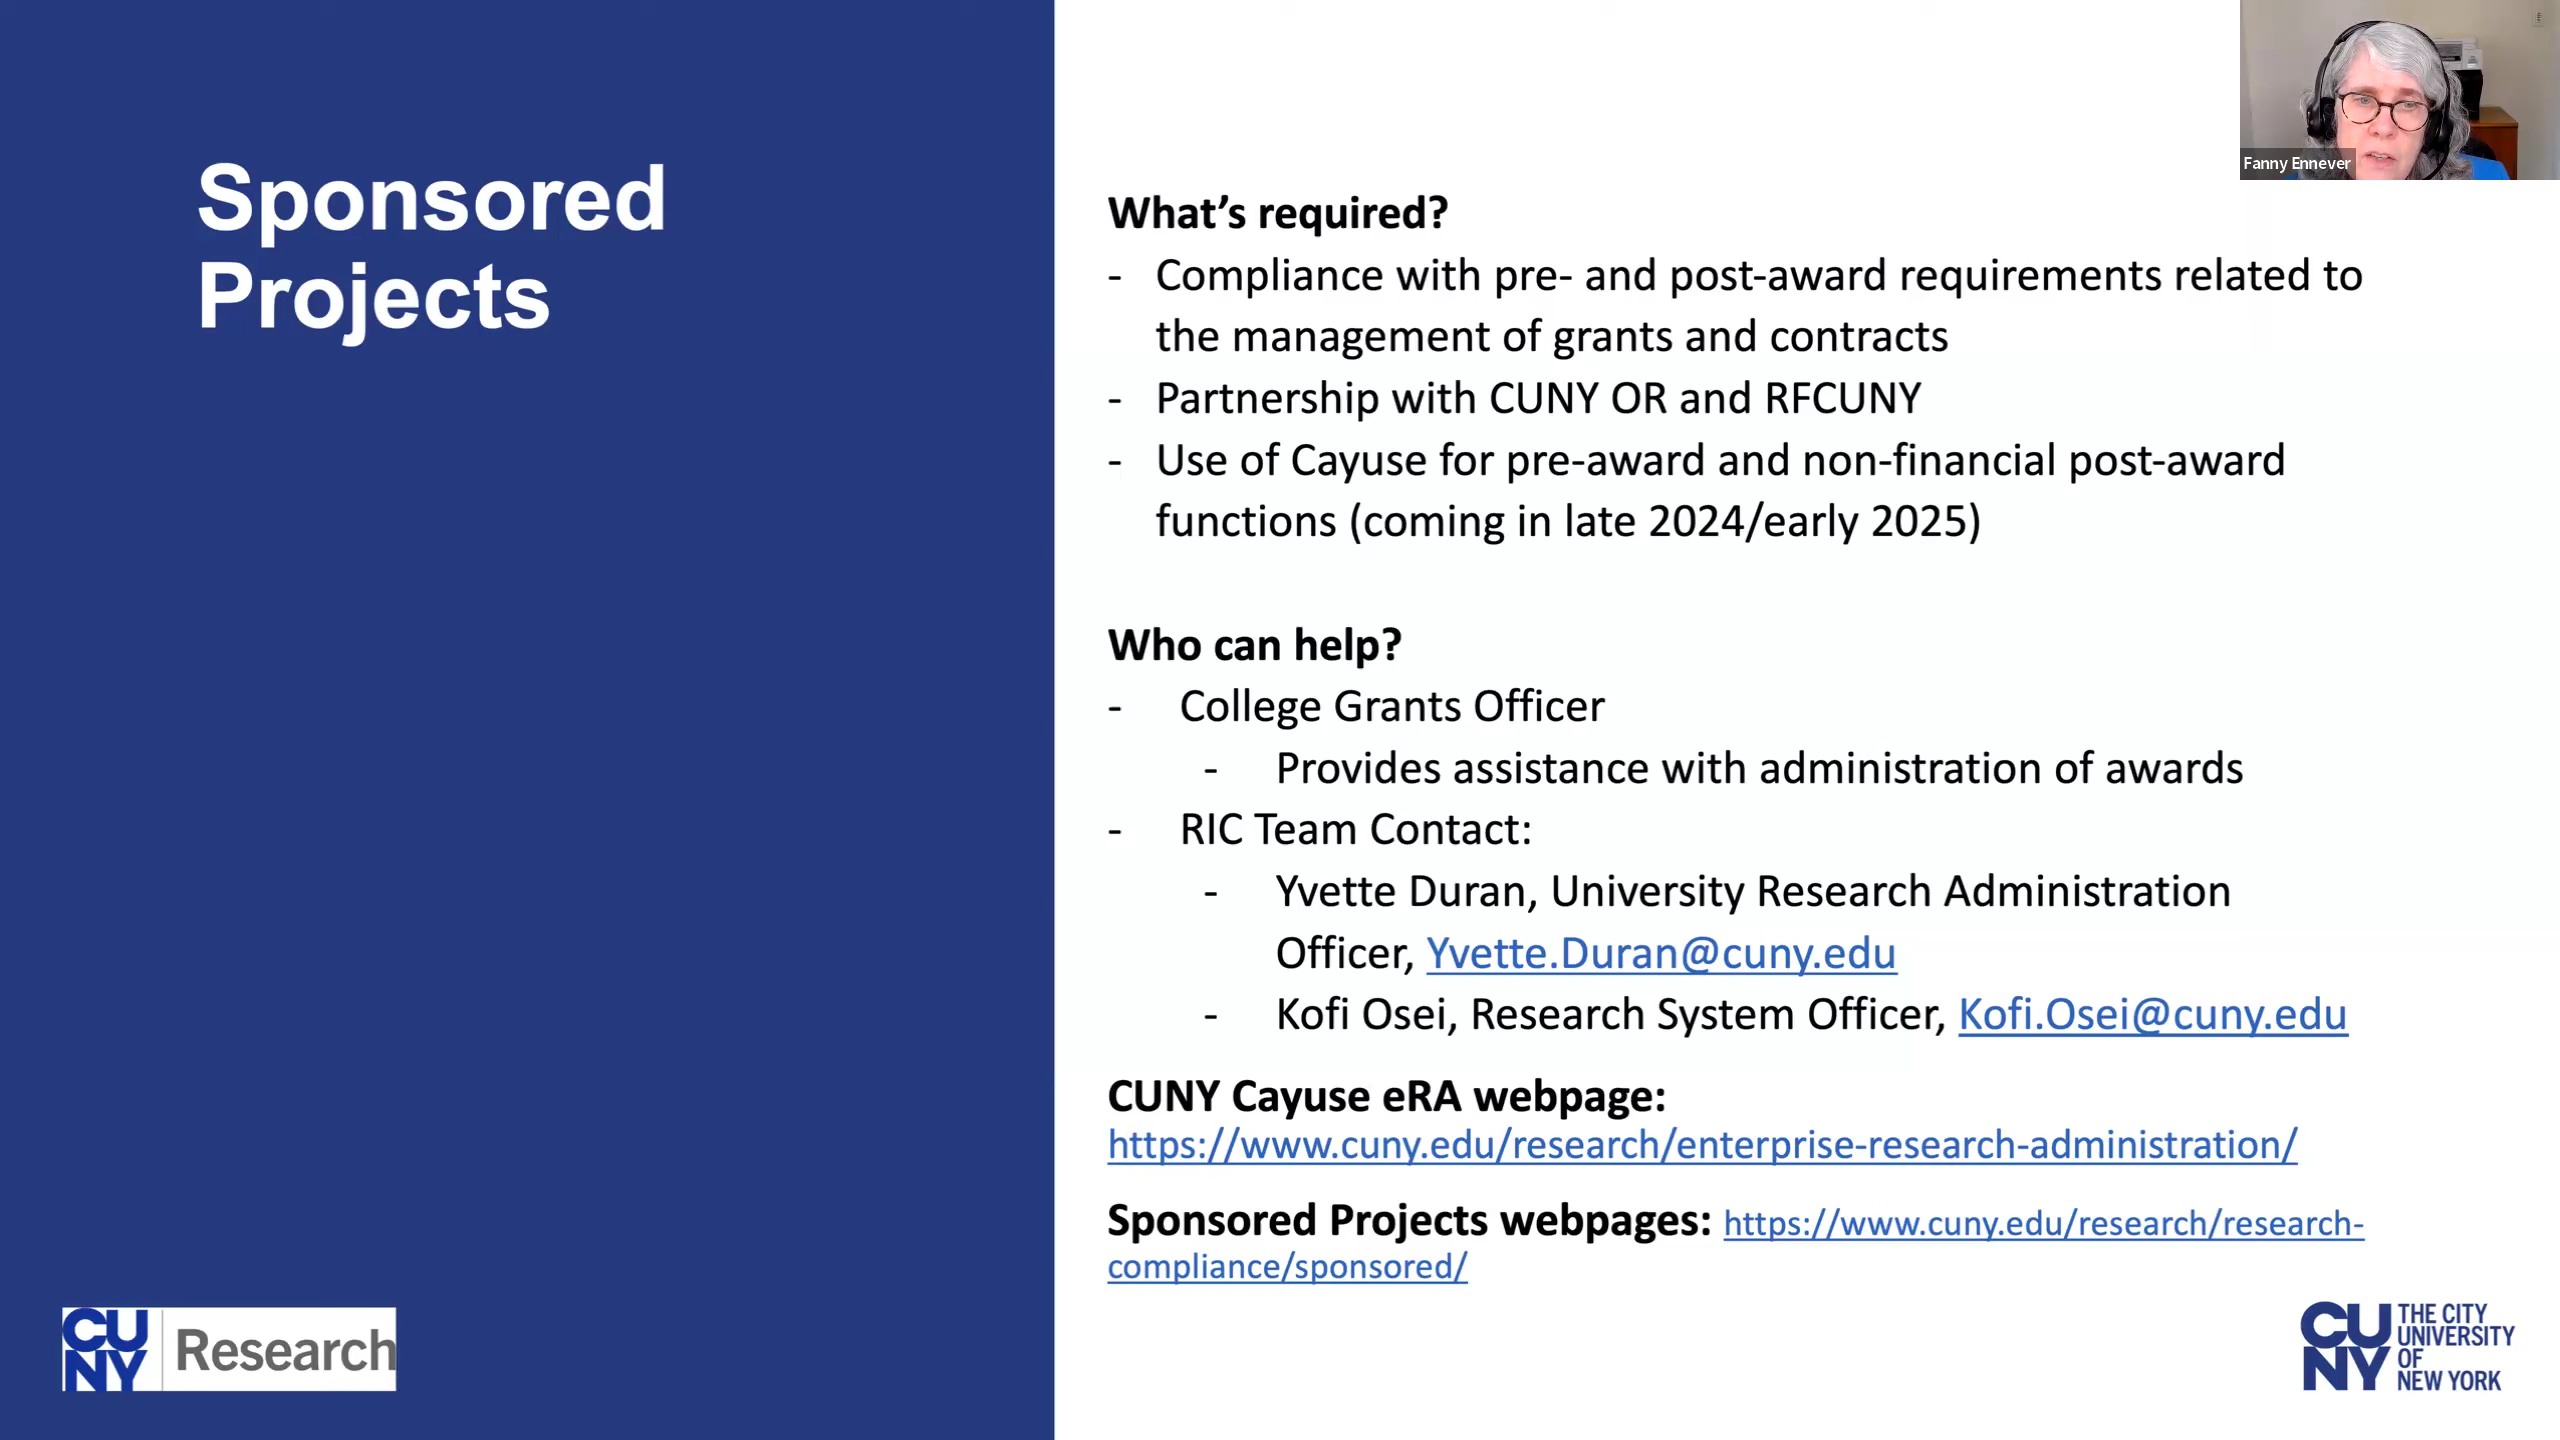 Sponsored
Projects
Fanny Ennever
What’s required?
- Compliance with pre- and post-award requirements related to
the management of grants and contracts
- Partnership with CUNY OR and RFCUNY
- Use of Cayuse for pre-award and non-financial post-award
functions (coming in late 2024/early 2025)
Who can help?
- College Grants Officer
- Provides assistance with administration of awards
- RIC Team Contact:
- Yvette Duran, University Research Administration
Officer, Yvette.Duran@cuny.edu
- Kofi Osei, Research System Officer, Kofi.Osei@cuny.edu
CUNY Cayuse eRA webpage:
https://www.cuny.edu/research/enterprise-research-administration/
Sponsored Projects webpages: https://www.cuny.edu/research/research-
compliance/sponsored/
CU
NY
Research
CU
NY
THE CITY
UNIVERSITY
OF
NEW YORK